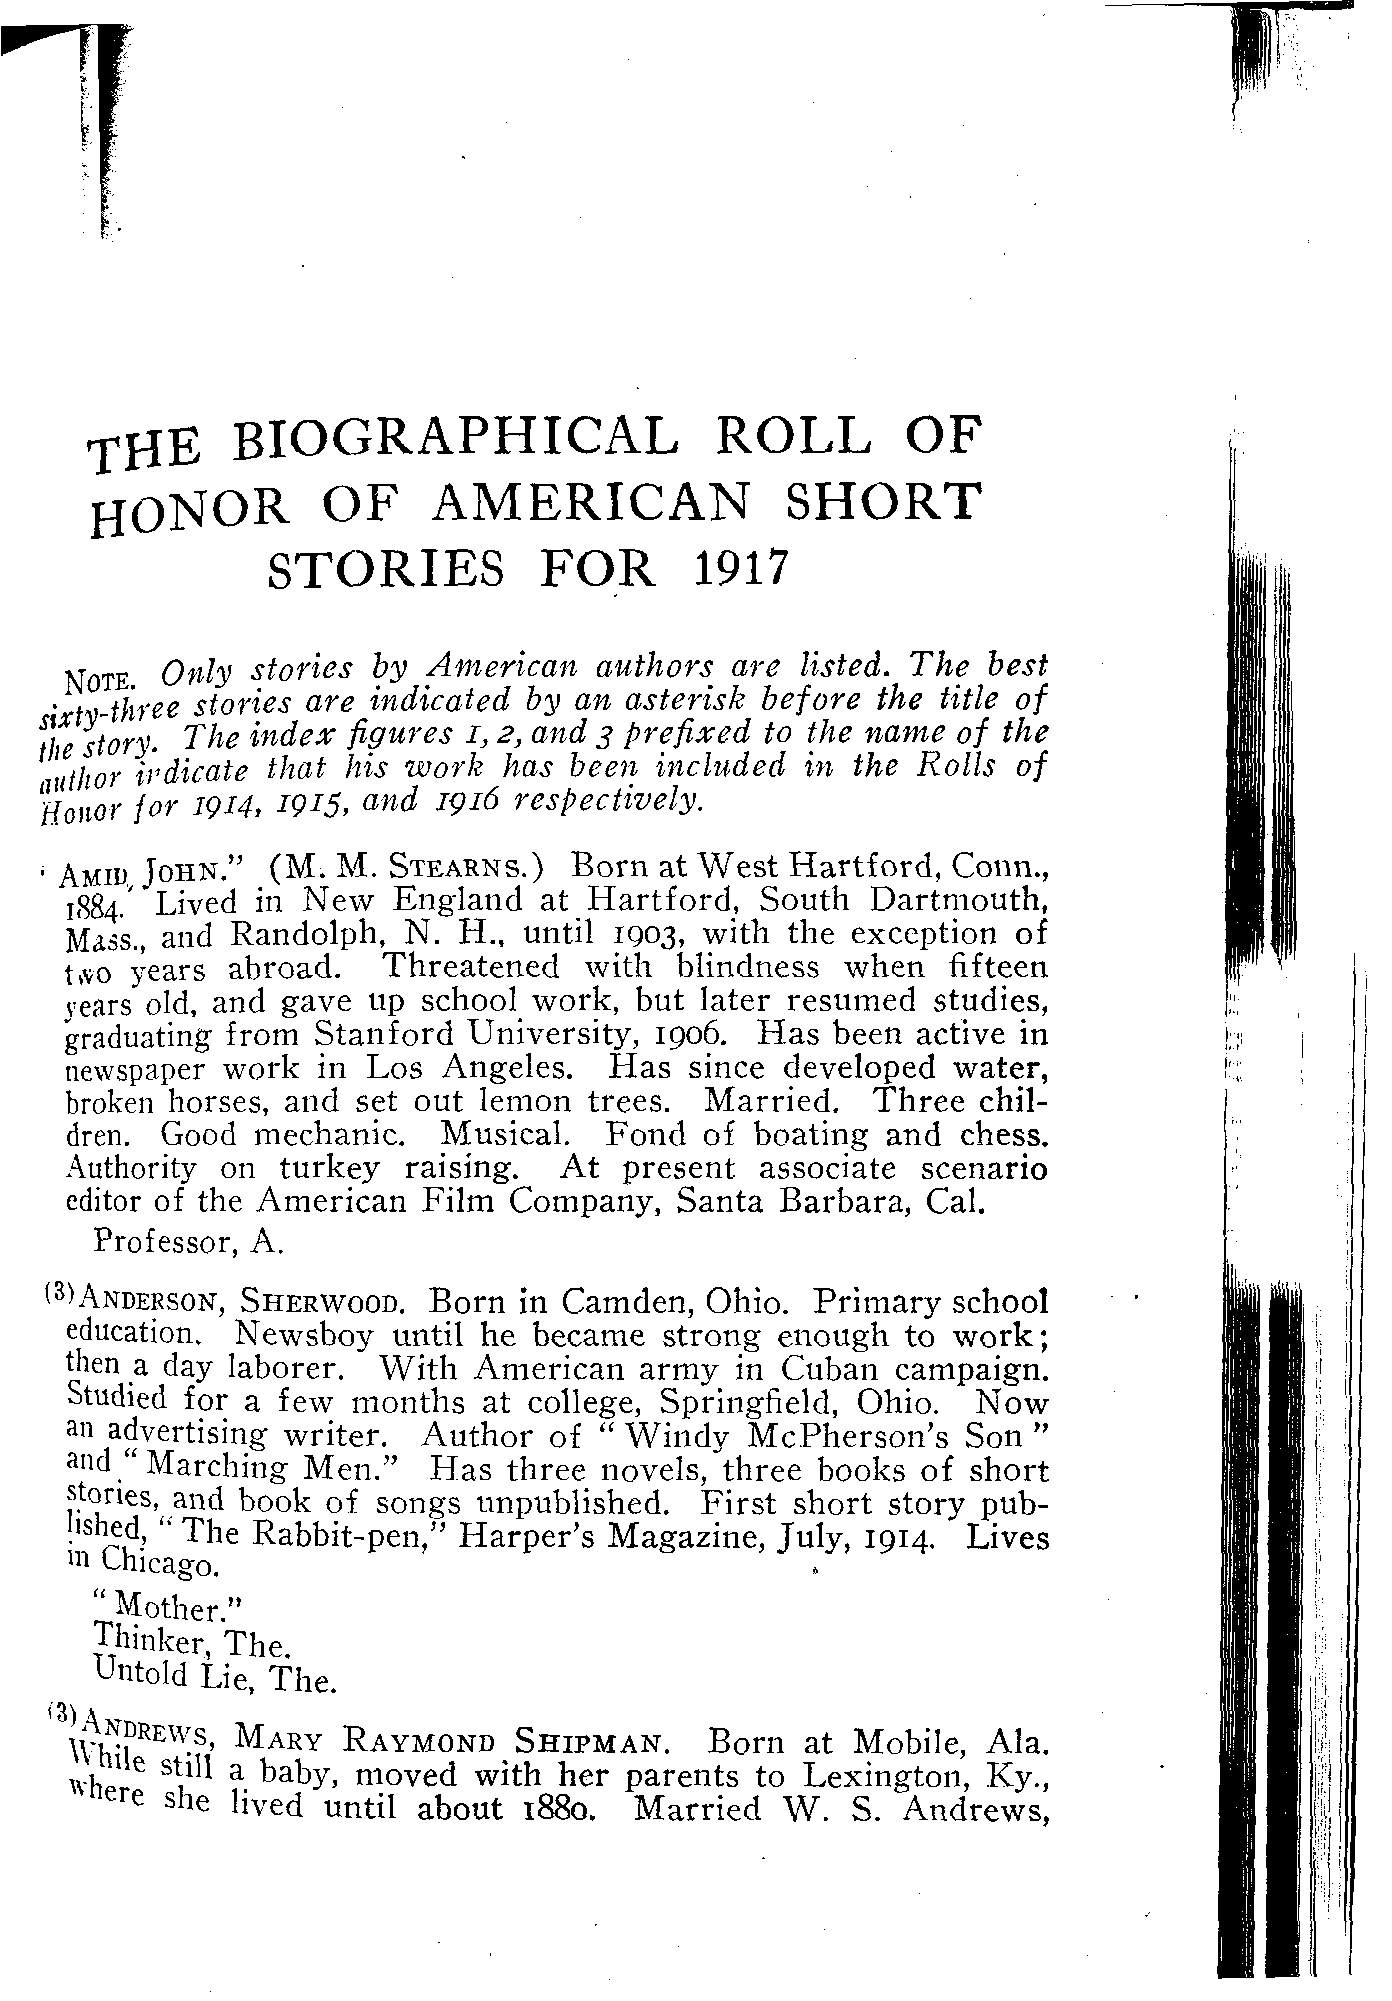 THE BIOGRAPHICAL ROLL OF
HONOR OF AMERICAN SHORT
STORIES FOR 1917
NOTE. Only stories by American authors are listed. The best
sixty-three stories are indicated by an asterisk before the title of
the story. The index figures 1, 2, and 3 prefixed to the name of the
author indicate that his work has been included in the Rolls of
Honor for 1914, 1915, and 1916 respectively.
' AMID, JOHN." (M. M. STEARNS.) Born at West Hartford, Conn.,
1884. Lived in New England at Hartford, South Dartmouth,
Mass., and Randolph, N. H., until 1903, with the exception of
two years abroad. Threatened with blindness when fifteen
years old, and gave up school work, but later resumed studies,
graduating from Stanford University, 1906. Has been active in
newspaper work in Los Angeles. Has since developed water,
broken horses, and set out lemon trees. Married. Three chil-
dren. Good mechanic. Musical. Fond of boating and chess.
Authority on turkey raising. At present associate scenario
editor of the American Film Company, Santa Barbara, Cal.
Professor, A.
(3) ANDERSON, SHERWOOD. Born in Camden, Ohio. Primary school
education. Newsboy until he became strong enough to work;
then a day laborer. With American army in Cuban campaign.
Studied for a few months at college, Springfield, Ohio. Now
an advertising writer. Author of "Windy McPherson's Son"
and "Marching Men." Has three novels, three books of short
stories, and book of songs unpublished. First short story pub-
lished, "The Rabbit-pen," Harper's Magazine, July, 1914. Lives
in Chicago.
"Mother."
Thinker, The.
Untold Lie, The.
(3) ANDREWS, MARY RAYMOND SHIPMAN. Born at Mobile, Ala.
While still a baby, moved with her parents to Lexington, Ky.,
where she lived until about 1880. Married W. S. Andrews,